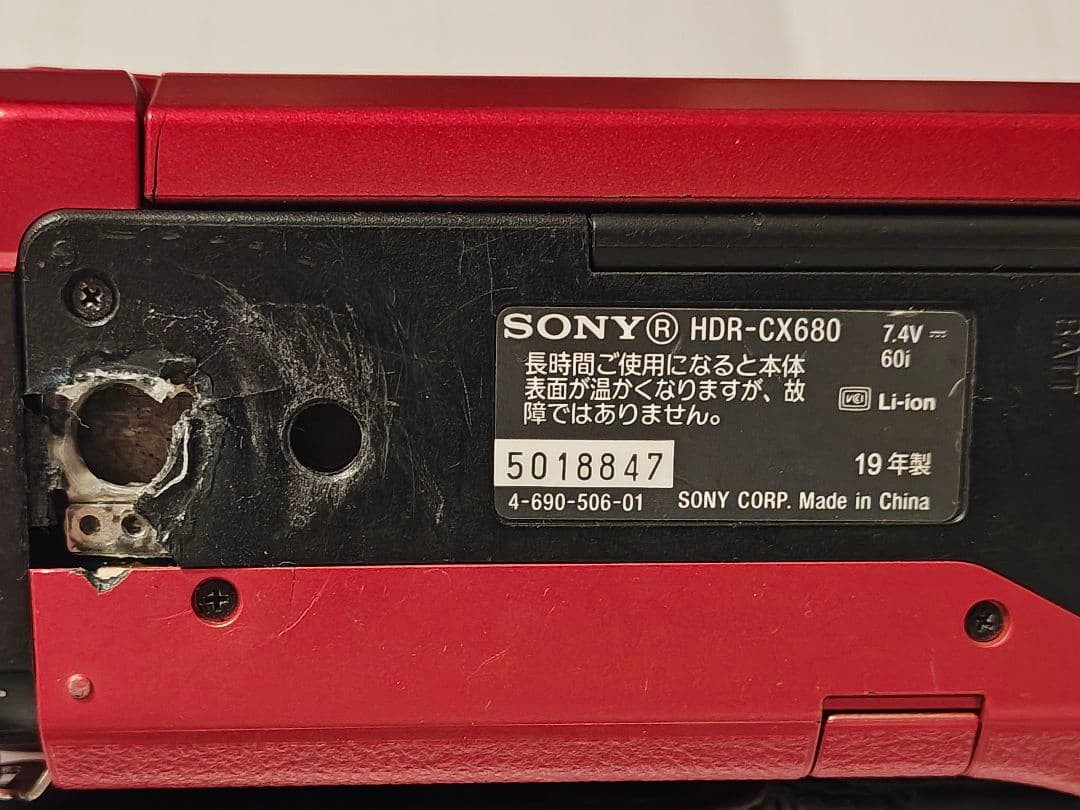 SONY® HDR-CX680 7.4V ⎓
60i
長時間ご使用になると本体
表面が温かくなりますが、故
障ではありません。
VCI Li-ion
5018847
19年製
4-690-506-01 SONY CORP. Made in China